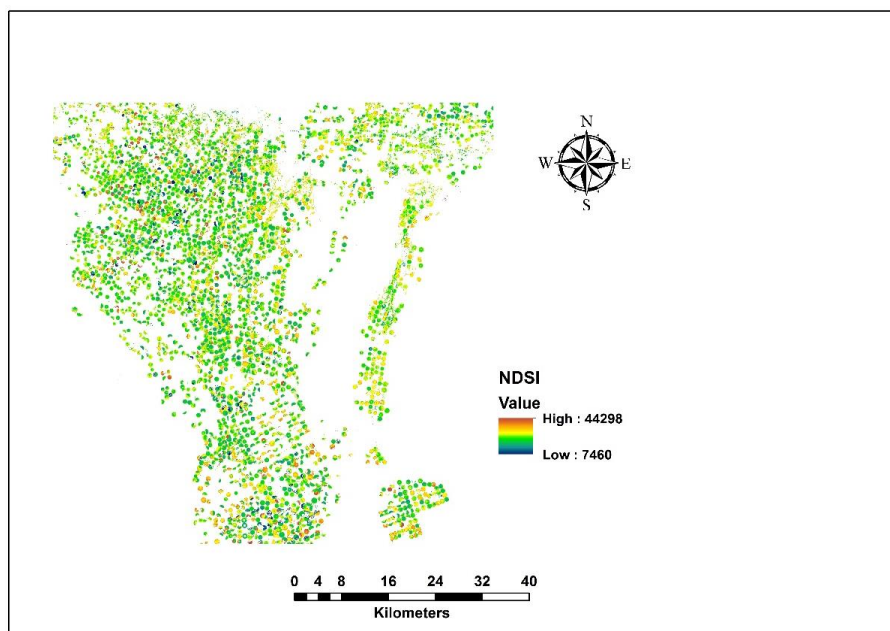 N
W E
S
NDSI
Value
High : 44298
Low : 7460
0 4 8 16 24 32 40
Kilometers